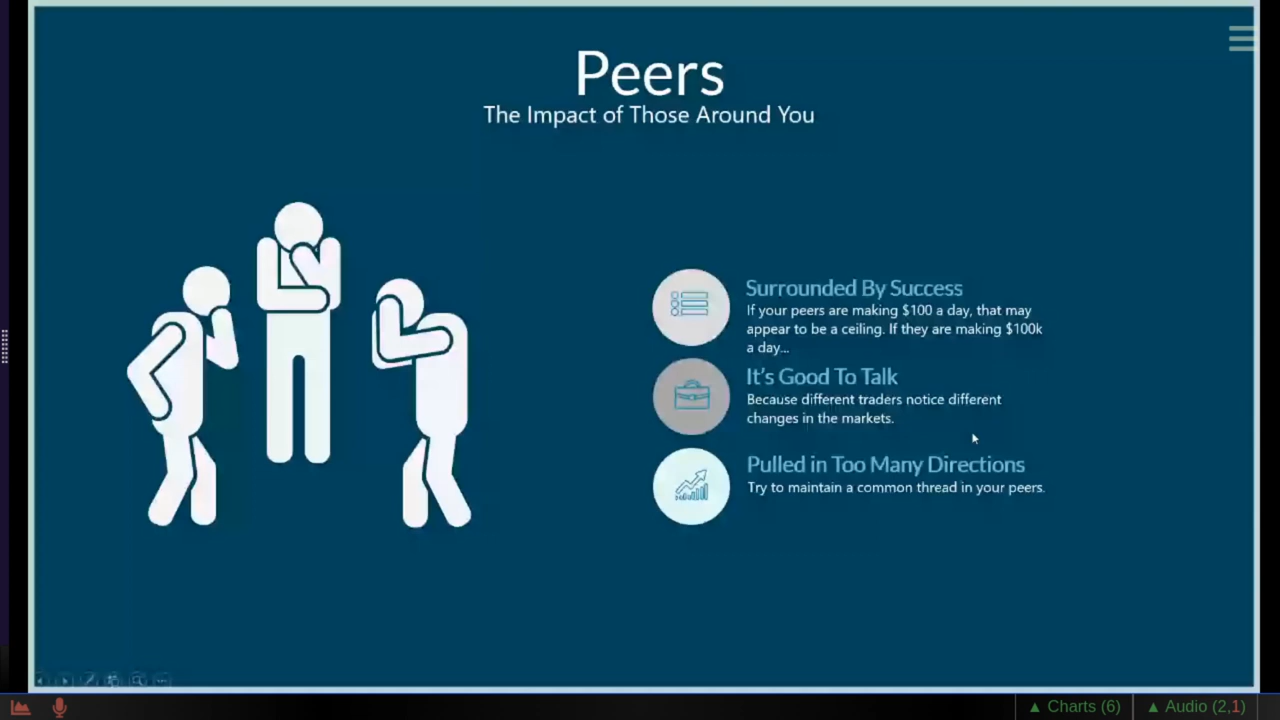 Peers
The Impact of Those Around You
Surrounded By Success
If your peers are making $100 a day, that may
appear to be a ceiling. If they are making $100k
a day...
It's Good To Talk
Because different traders notice different
changes in the markets.
Pulled in Too Many Directions
Try to maintain a common thread in your peers.
▲ Charts (6)
▲ Audio (2,1)